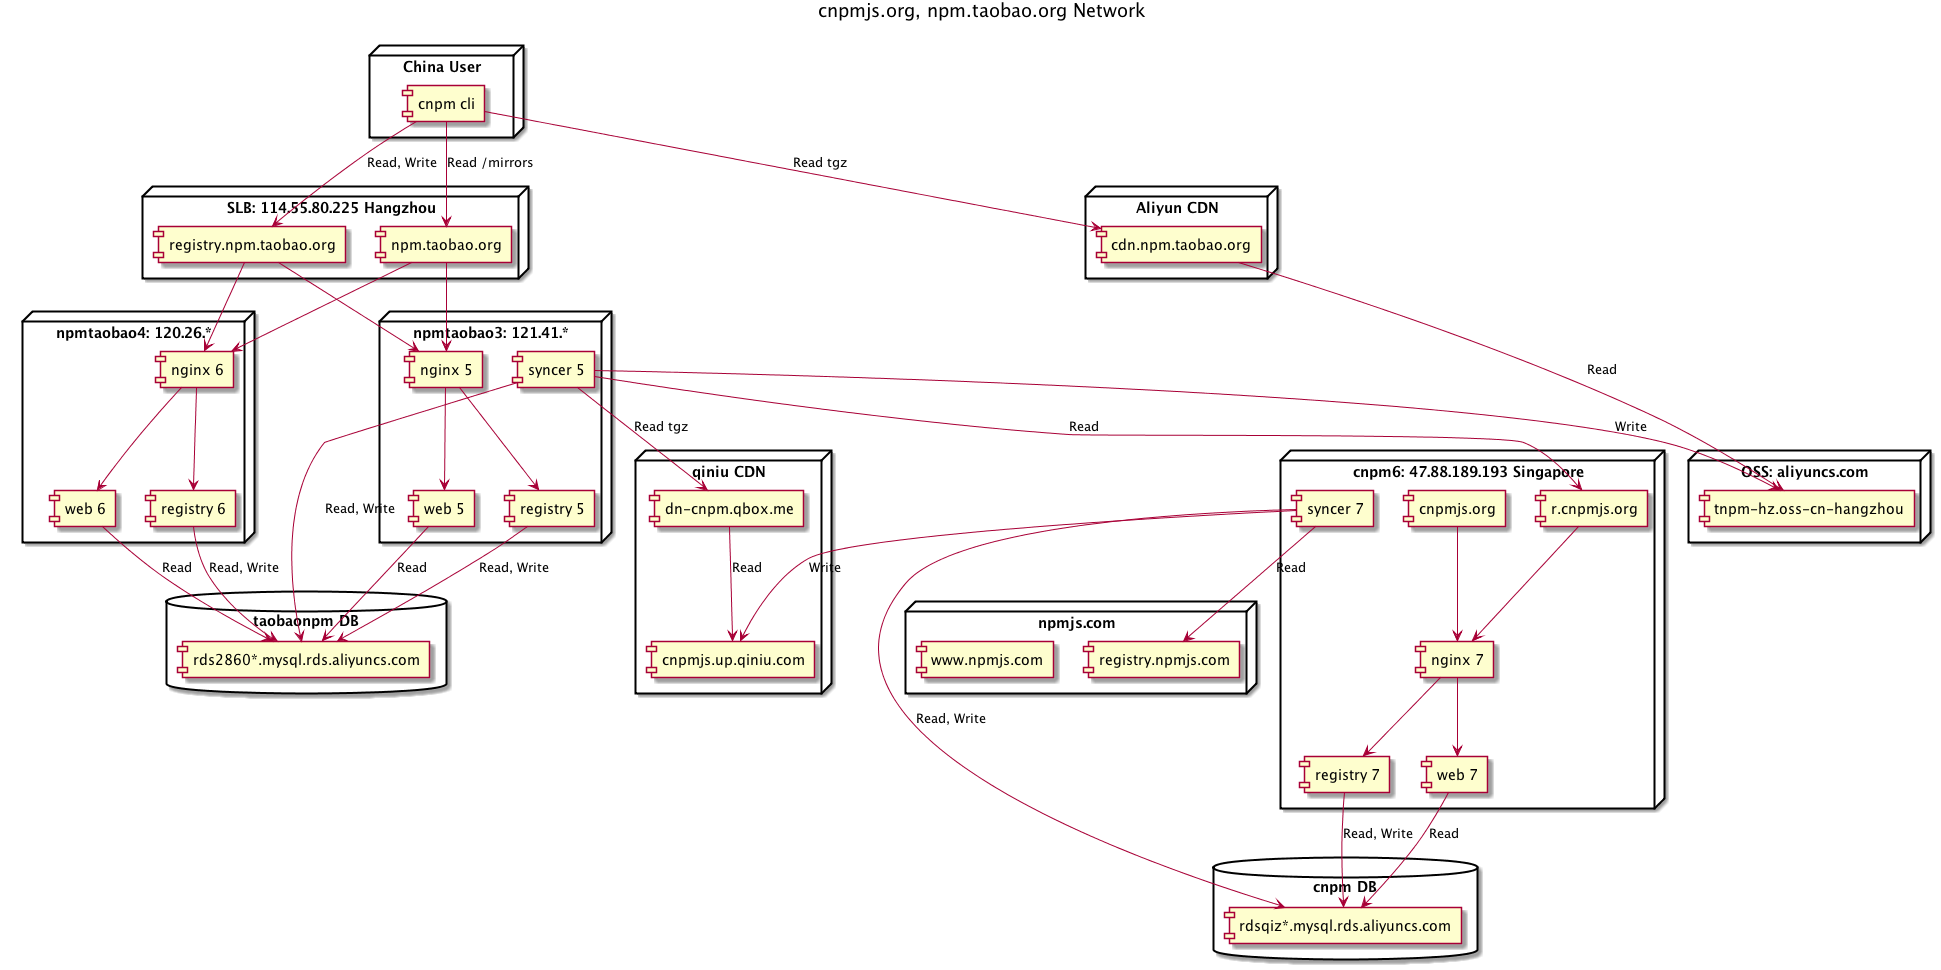 cnpmjs.org, npm.taobao.org Network
China User
cnpm cli
Read, Write
Read /mirrors
Read tgz
SLB: 114.55.80.225 Hangzhou
registry.npm.taobao.org
npm.taobao.org
Aliyun CDN
cdn.npm.taobao.org
npmtaobao4: 120.26.*
nginx 6
npmtaobao3: 121.41.*
nginx 5
syncer 5
Read
Read tgz
Read
Write
web 6
registry 6
Read, Write
web 5
registry 5
qiniu CDN
dn-cnpm.qbox.me
cnpm6: 47.88.189.193 Singapore
syncer 7
cnpmjs.org
r.cnpmjs.org
OSS: aliyuncs.com
tnpm-hz.oss-cn-hangzhou
Read
Read, Write
Read
Read, Write
Read
Write
Read
taobaonpm DB
rds2860*.mysql.rds.aliyuncs.com
cnpmjs.up.qiniu.com
npmjs.com
www.npmjs.com
registry.npmjs.com
nginx 7
Read, Write
registry 7
web 7
Read, Write
Read
cnpm DB
rdsqiz*.mysql.rds.aliyuncs.com